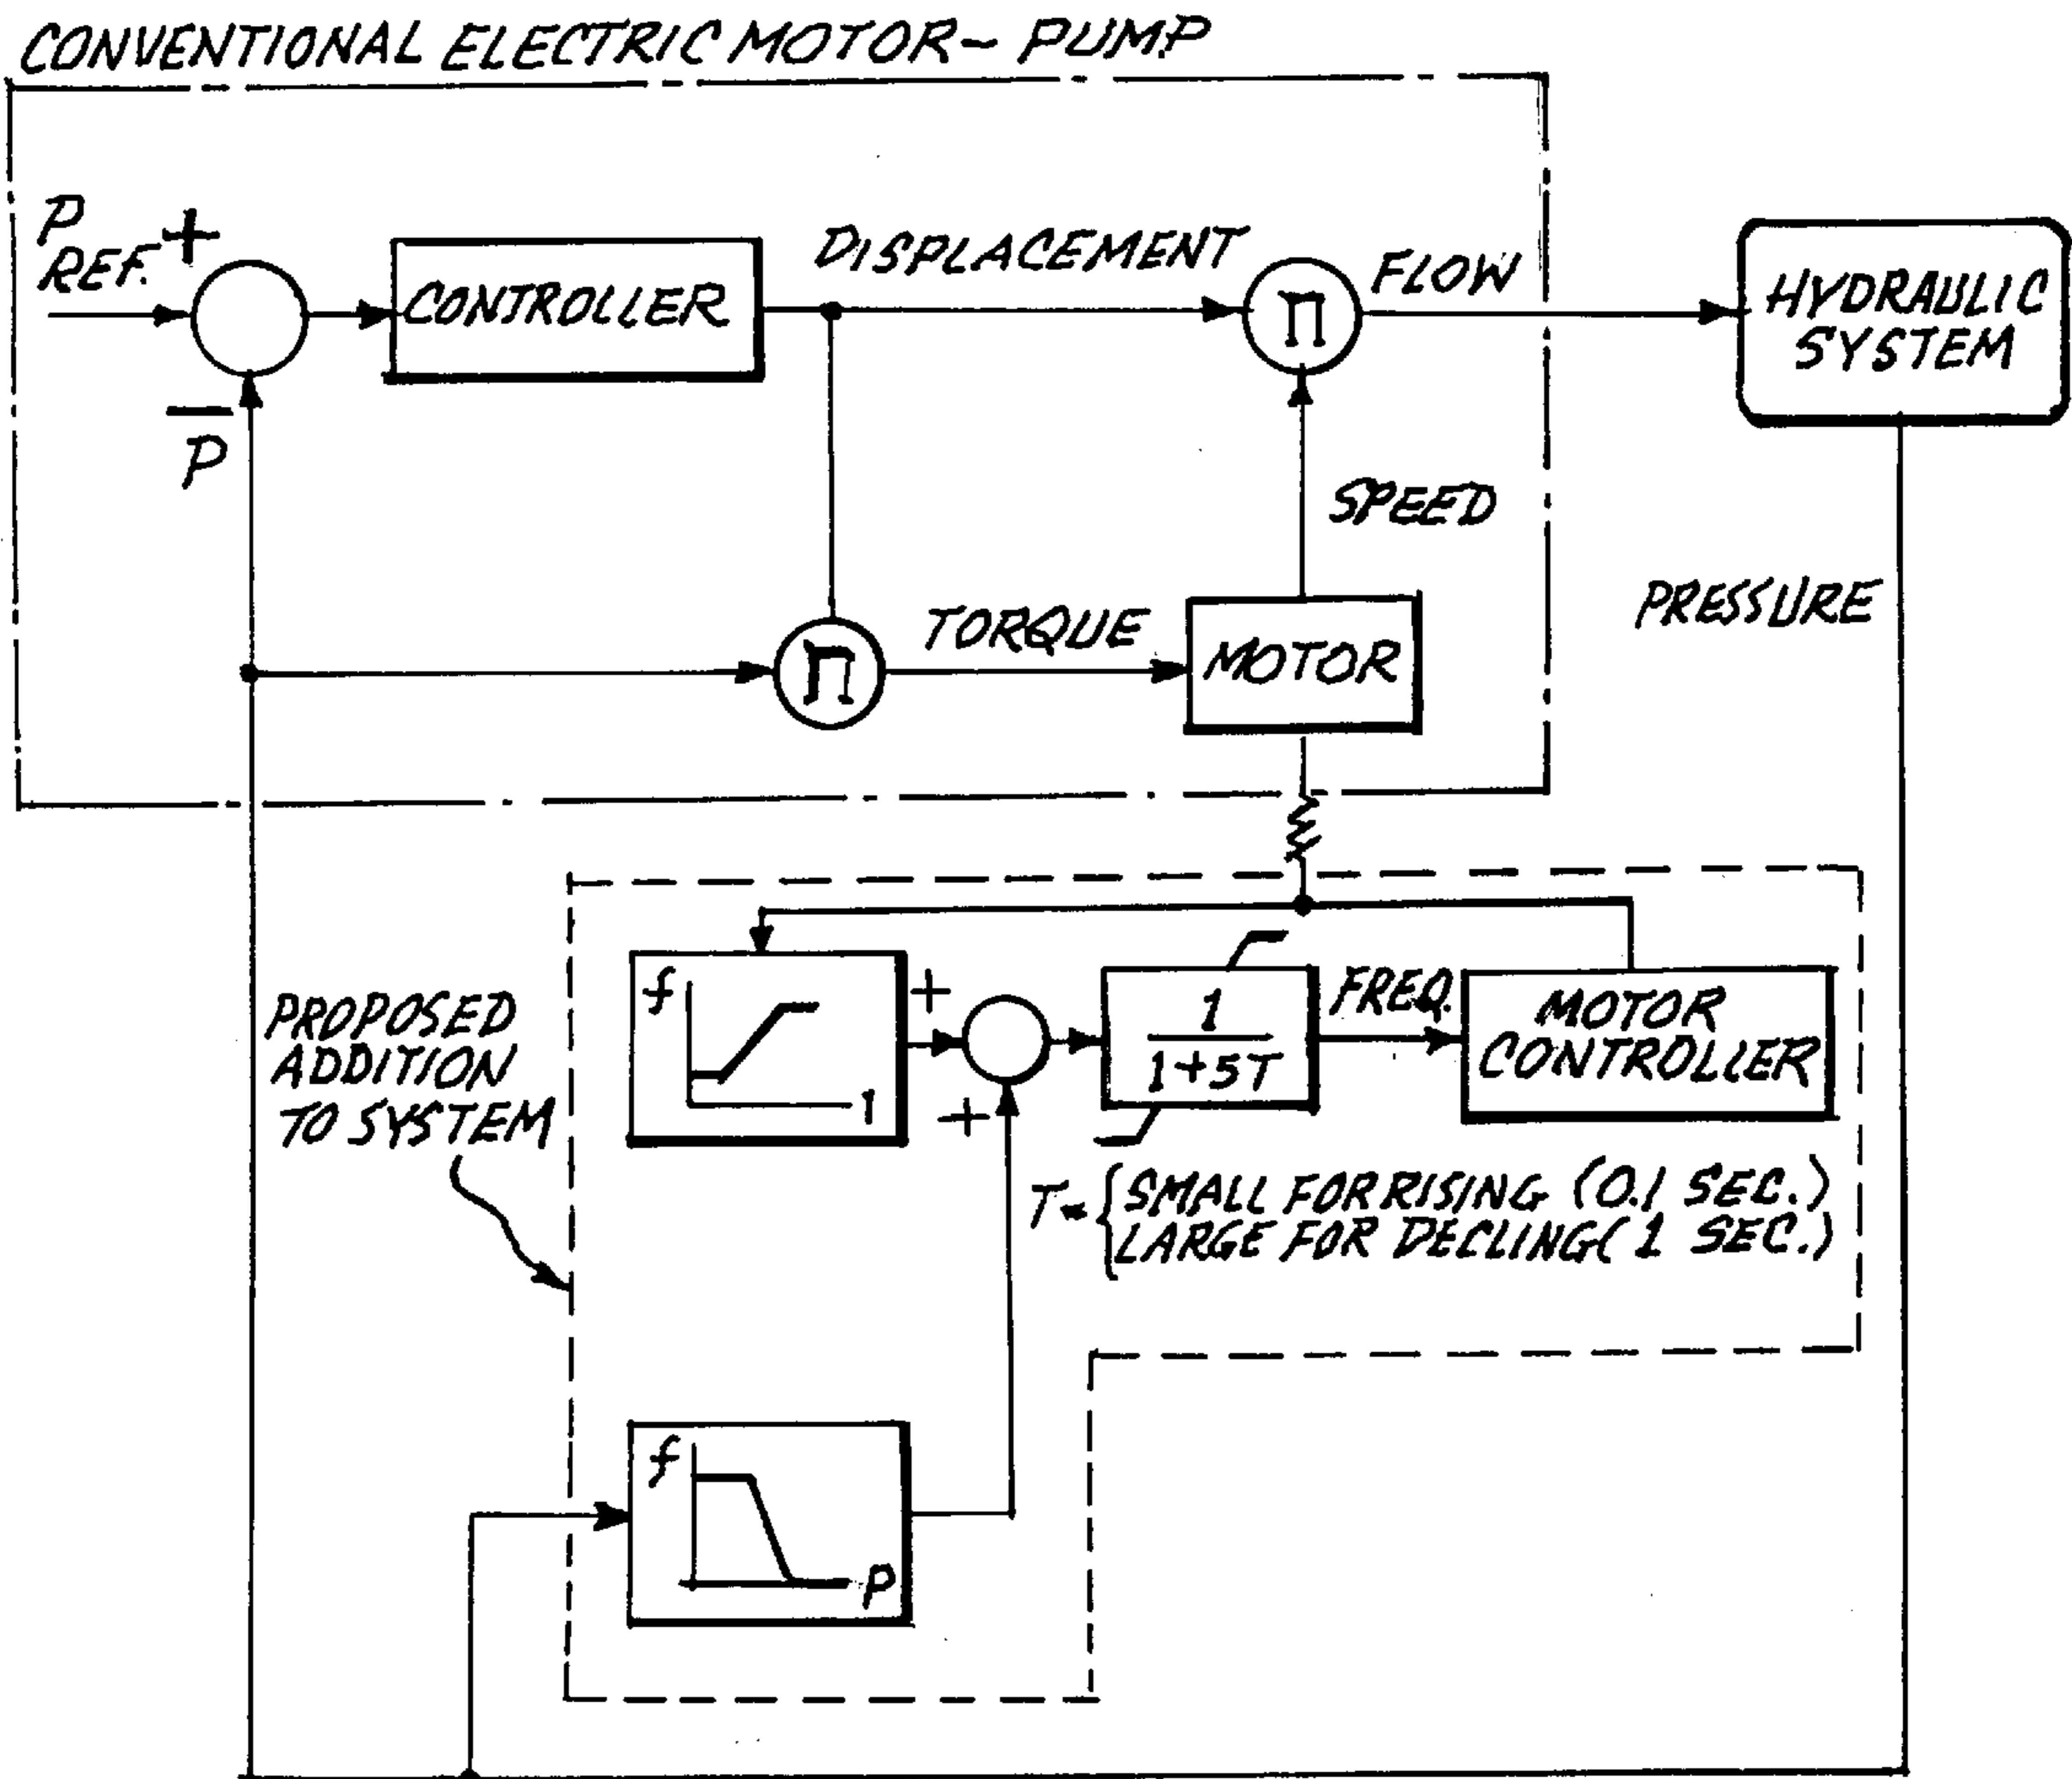 CONVENTIONAL ELECTRIC MOTOR- PUMP
P
REF.
+
CONTROLLER
DISPLACEMENT
Π
FLOW
HYDRAULIC
SYSTEM
—
P
SPEED
PRESSURE
Π
TORQUE
MOTOR
PROPOSED
ADDITION
TO SYSTEM
f
1
+
+
1
1+5T
FREQ.
MOTOR
CONTROLLER
T= { SMALL FOR RISING (0.1 SEC.)
LARGE FOR DECLING (1 SEC.)
f
P